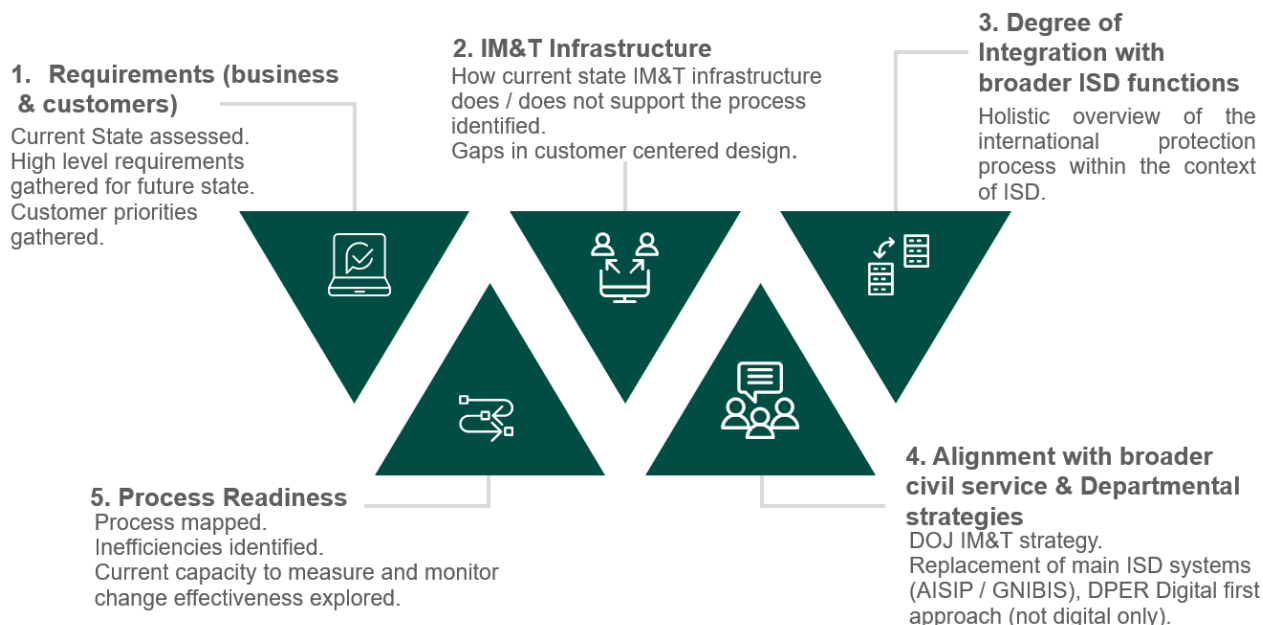 1. Requirements (business
& customers)
Current State assessed.
High level requirements
gathered for future state.
Customer priorities
gathered.
2. IM&T Infrastructure
How current state IM&T infrastructure
does / does not support the process
identified.
Gaps in customer centered design.
3. Degree of
Integration with
broader ISD functions
Holistic overview of the
international protection
process within the context
of ISD.
4. Alignment with broader
civil service & Departmental
strategies
DOJ IM&T strategy.
Replacement of main ISD systems
(AISIP / GNIBIS), DPER Digital first
approach (not digital only).
5. Process Readiness
Process mapped.
Inefficiencies identified.
Current capacity to measure and monitor
change effectiveness explored.